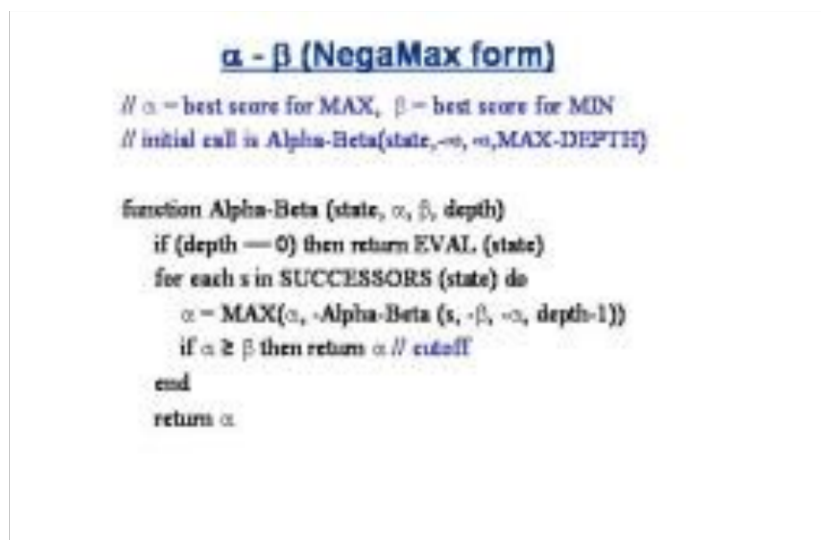 α - β (NegaMax form)
// α = best score for MAX, β = best score for MIN
// initial call is Alpha-Beta(state,-∞, ∞,MAX-DEPTH)
function Alpha-Beta (state, α, β, depth)
if (depth == 0) then return EVAL (state)
for each s in SUCCESSORS (state) do
α = MAX(α, -Alpha-Beta (s, -β, -α, depth-1))
if α ≥ β then return α // cutoff
end
return α